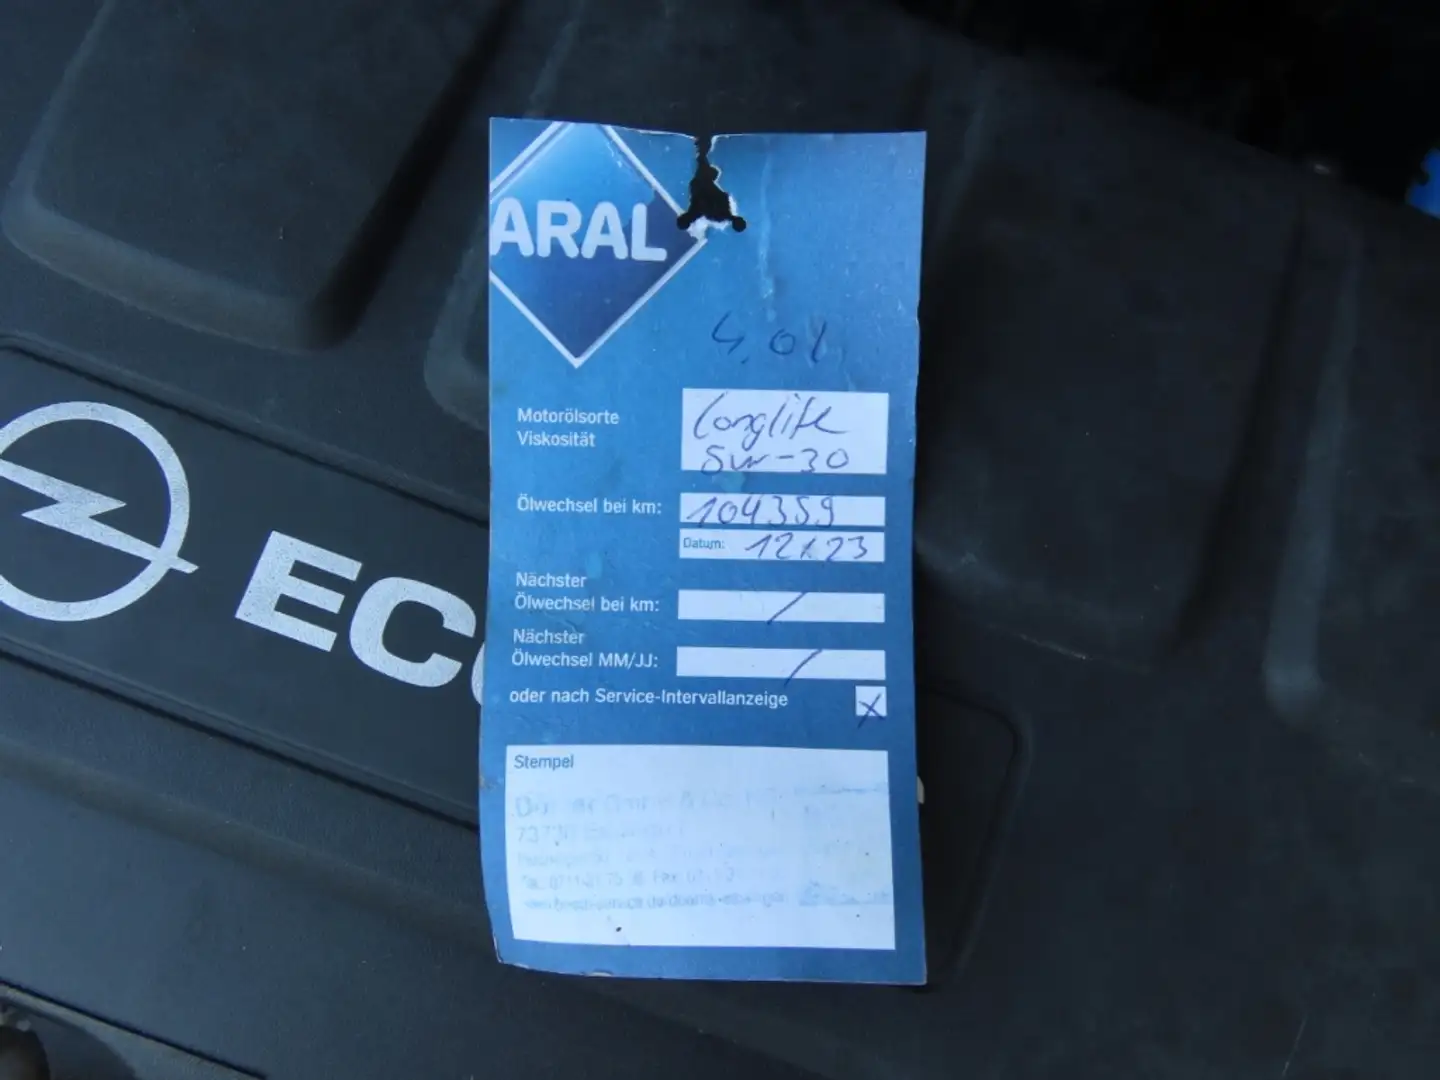 ARAL
4,0l
Motorölsorte
Viskosität
Longlife
5W-30
Ölwechsel bei km:
104359
Datum:
12.23
Nächster
Ölwechsel bei km:
/
Nächster
Ölwechsel MM/JJ:
/
oder nach Service-Intervallanzeige
X
Stempel
EC